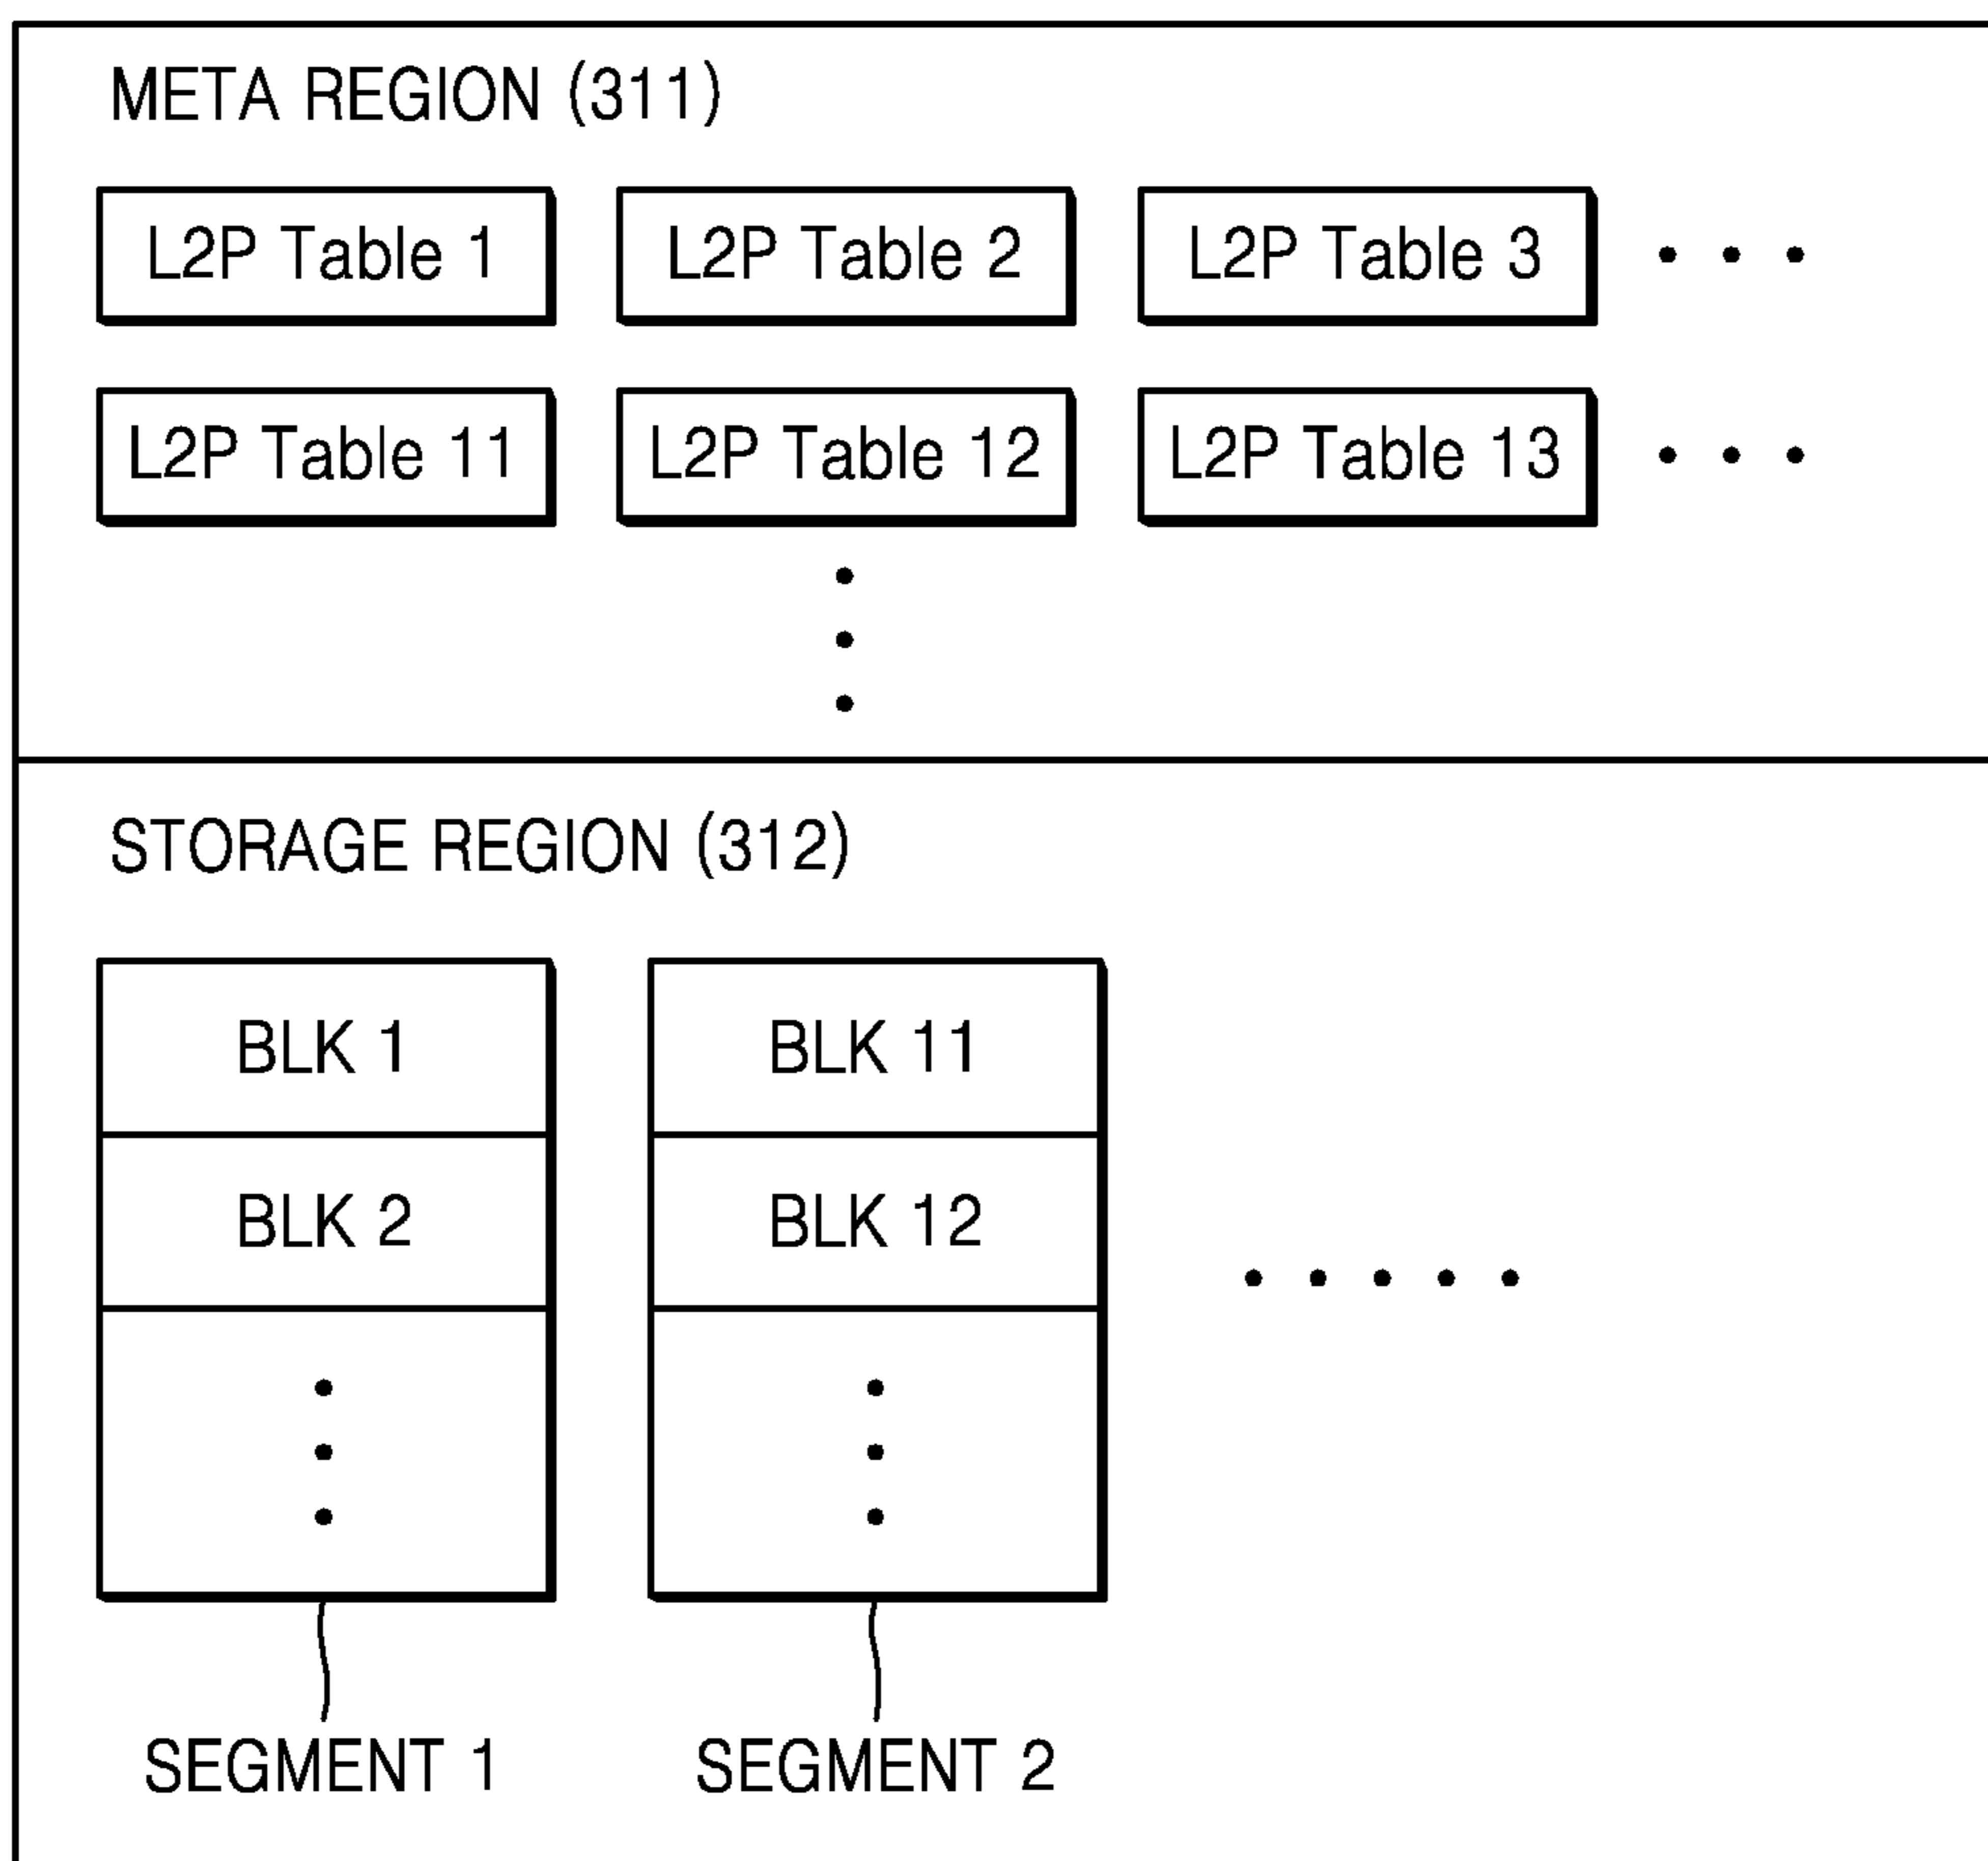 META REGION (311)
L2P Table 1
L2P Table 2
L2P Table 3
L2P Table 11
L2P Table 12
L2P Table 13
STORAGE REGION (312)
BLK 1
BLK 2
BLK 11
BLK 12
SEGMENT 1
SEGMENT 2